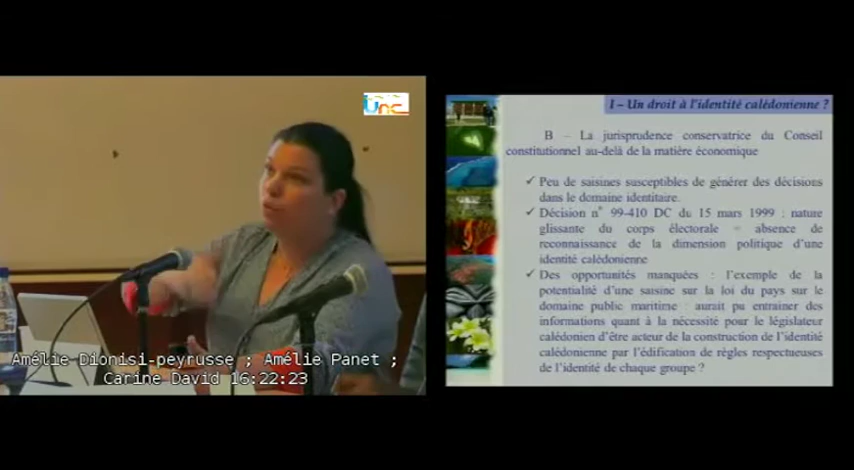 unc
I – Un droit à l'identité calédonienne ?
B – La jurisprudence conservatrice du Conseil
constitutionnel au-delà de la matière économique
✓ Peu de saisines susceptibles de générer des décisions
dans le domaine identitaire.
✓ Décision n° 99-410 DC du 15 mars 1999 : nature
glissante du corps électorale = absence de
reconnaissance de la dimension politique d'une
identité calédonienne
✓ Des opportunités manquées : l'exemple de la
potentialité d'une saisine sur la loi du pays sur le
domaine public maritime – aurait pu entrainer des
informations quant à la nécessité pour le législateur
calédonien d'être acteur de la construction de l'identité
calédonienne par l'édification de règles respectueuses
de l'identité de chaque groupe ?
Amélie Dionisi-peyrusse ; Amélie Panet ;
Carine David 16:22:23